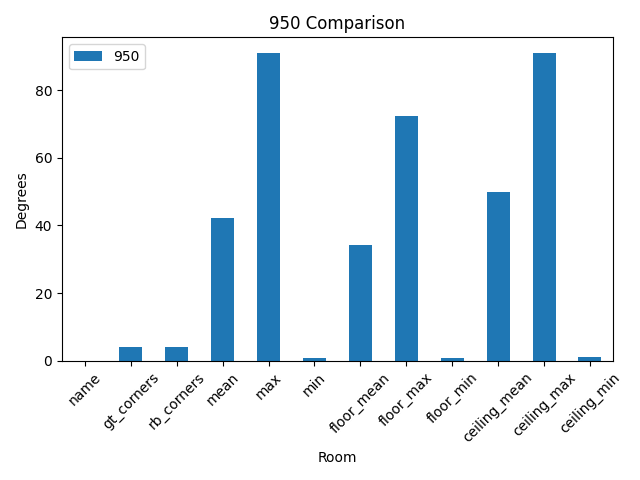 950 Comparison
950
Degrees
80
60
40
20
0
name
gt_corners
rb_corners
mean
max
min
floor_mean
floor_max
floor_min
ceiling_mean
ceiling_max
ceiling_min
Room